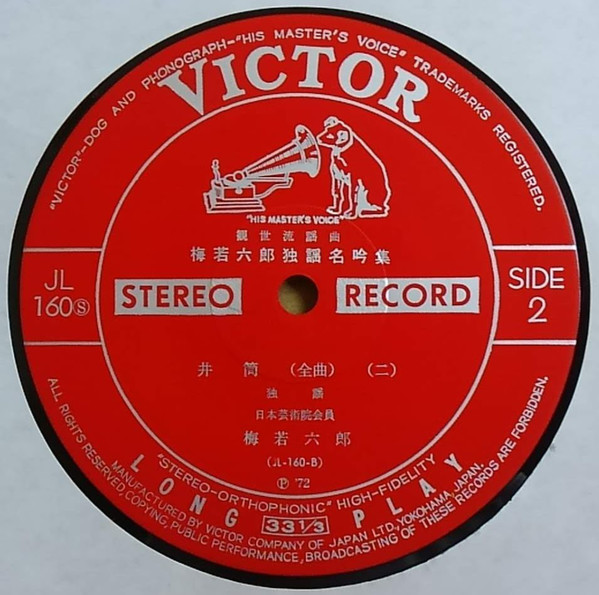 "VICTOR"–DOG AND PHONOGRAPH–"HIS MASTER'S VOICE" TRADEMARKS REGISTERED.
VICTOR
"HIS MASTER'S VOICE"
観世流謡曲
梅若六郎独謡名吟集
JL
160Ⓢ
STEREO RECORD
SIDE
2
井筒 (全曲) (二)
独謡
日本芸術院会員
梅若六郎
(JL-160-B)
Ⓟ '72
"STEREO-ORTHOPHONIC" HIGH-FIDELITY
LONG 33 1/3 PLAY
MANUFACTURED BY VICTOR COMPANY OF JAPAN LTD. YOKOHAMA JAPAN.
ALL RIGHTS RESERVED, COPYING, PUBLIC PERFORMANCE, BROADCASTING OF THESE RECORDS ARE FORBIDDEN.